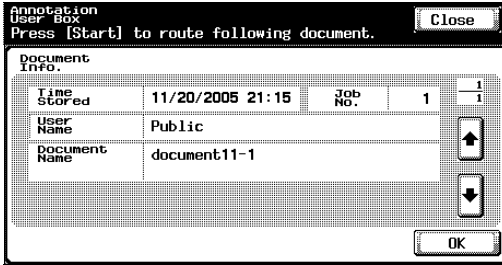 Annotation
User Box
Close
Press [Start] to route following document.
Document
Info.
Time
Stored
11/20/2005 21:15
Job
No.
1
1
1
User
Name
Public
Document
Name
document11-1
OK